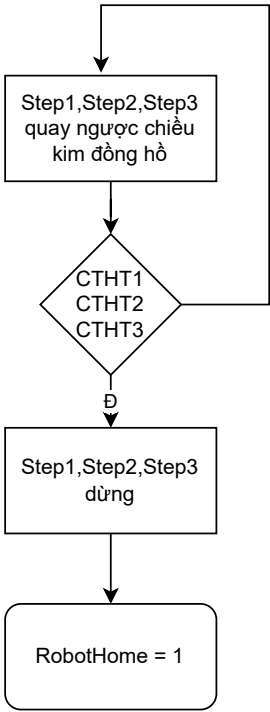 Step1,Step2,Step3
quay ngược chiều
kim đồng hồ
CTHT1
CTHT2
CTHT3
Đ
Step1,Step2,Step3
dừng
RobotHome = 1